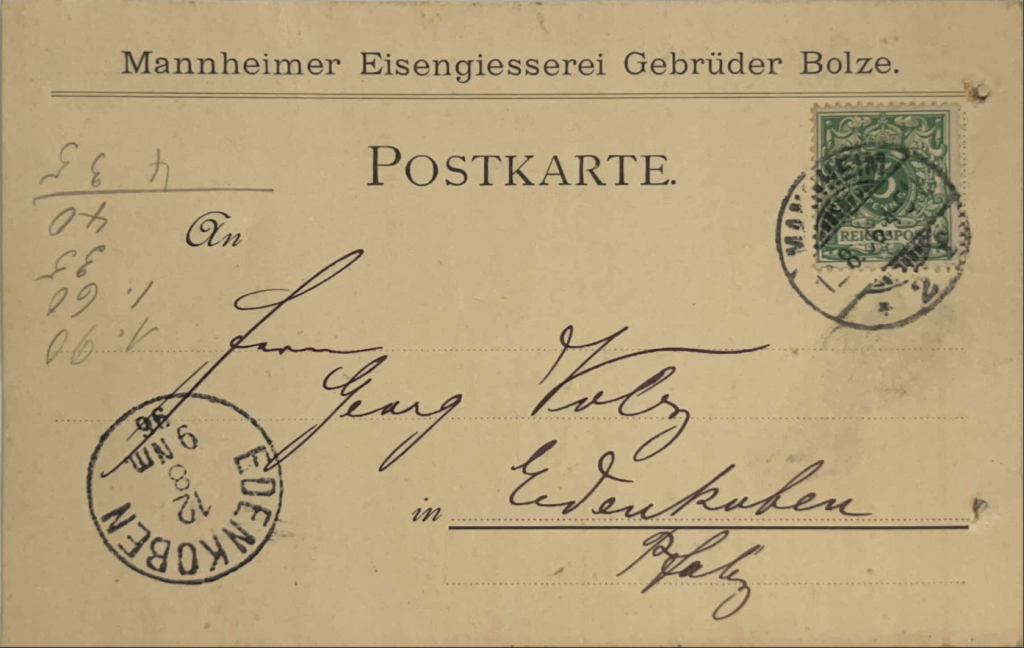 Mannheimer Eisengiesserei Gebrüder Bolze.
POSTKARTE.
An
Herrn
Georg Volz
in Edenkoben
Pfalz
MANNHEIM
REICHSPOST
EDENKOBEN
12
8
9 NM
96
1. 90
1. 60
35
40
4 35